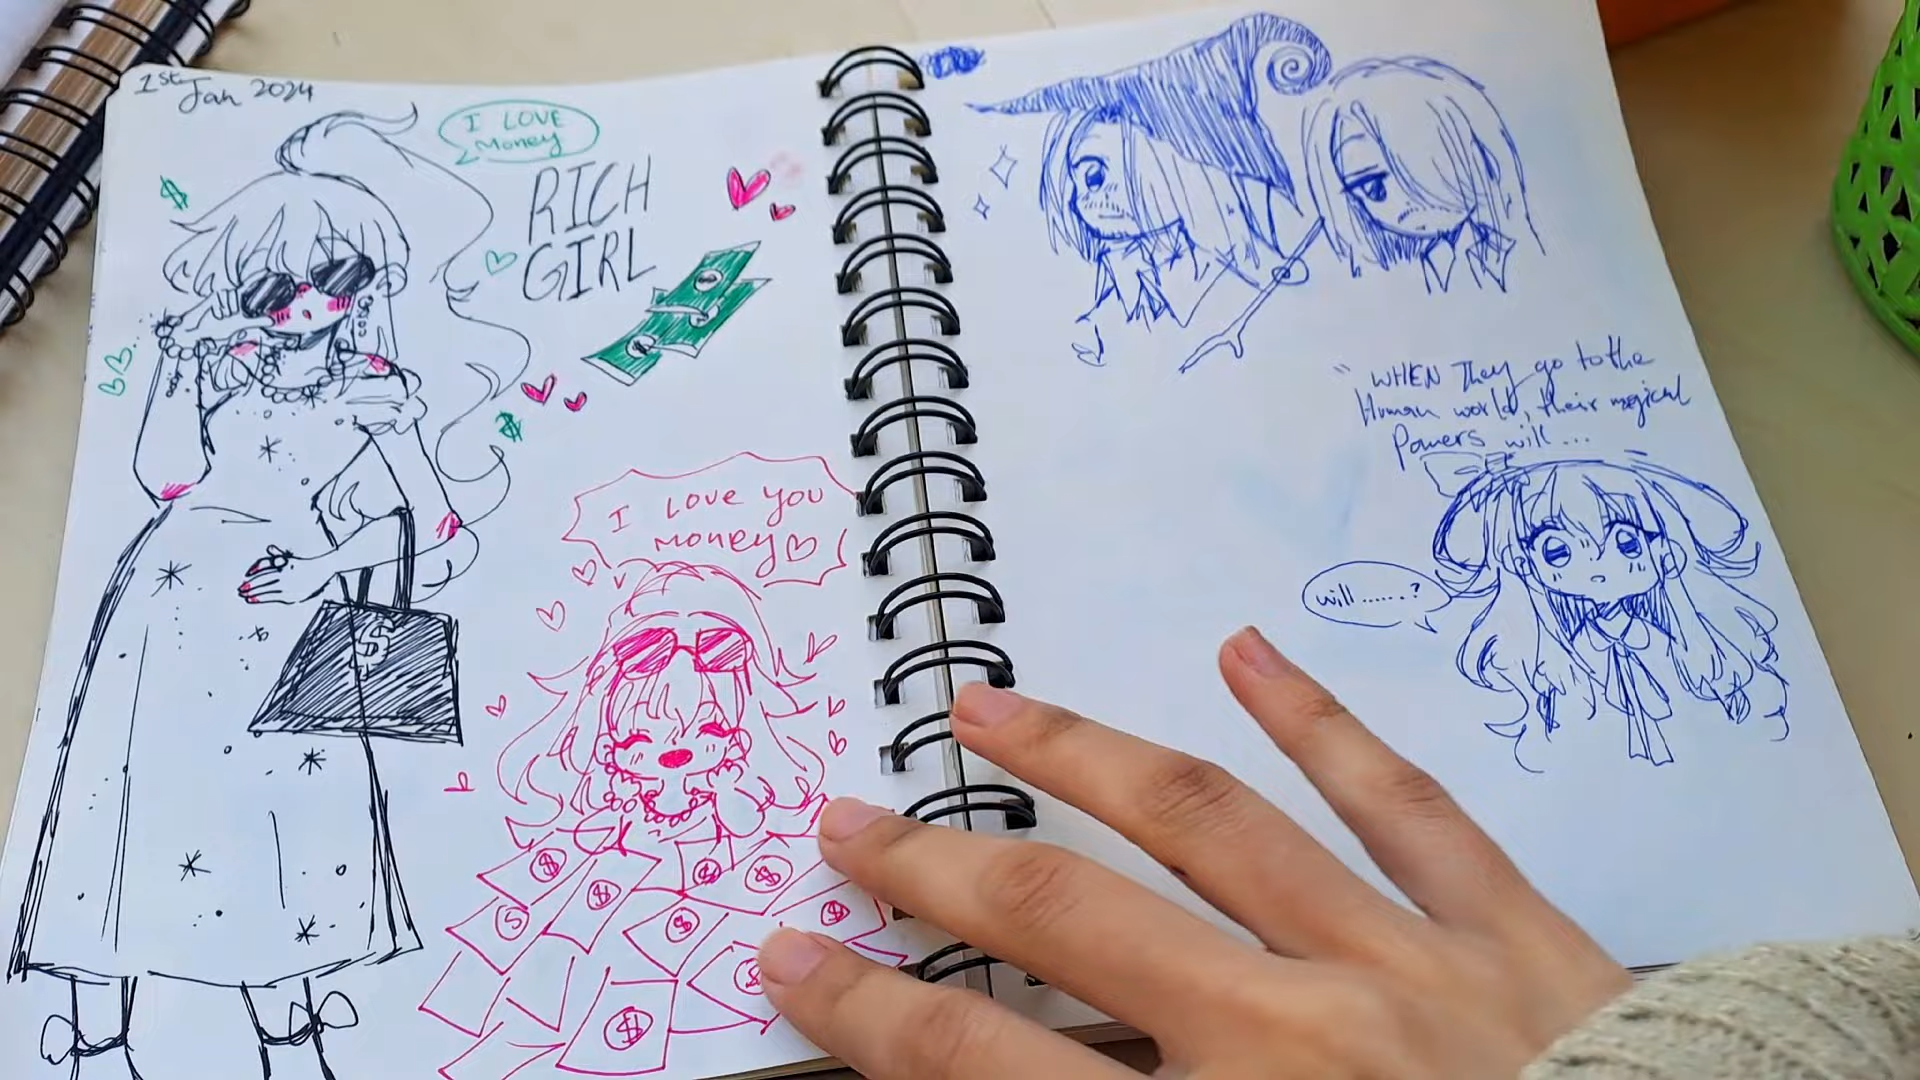 1st Jan 2024
I LOVE
Money
RICH
GIRL
$
$
I Love you
money
$
$
$
$
$
$
$
$
$
$
"WHEN They go to the
Human world, their magical
Powers will...
will......?